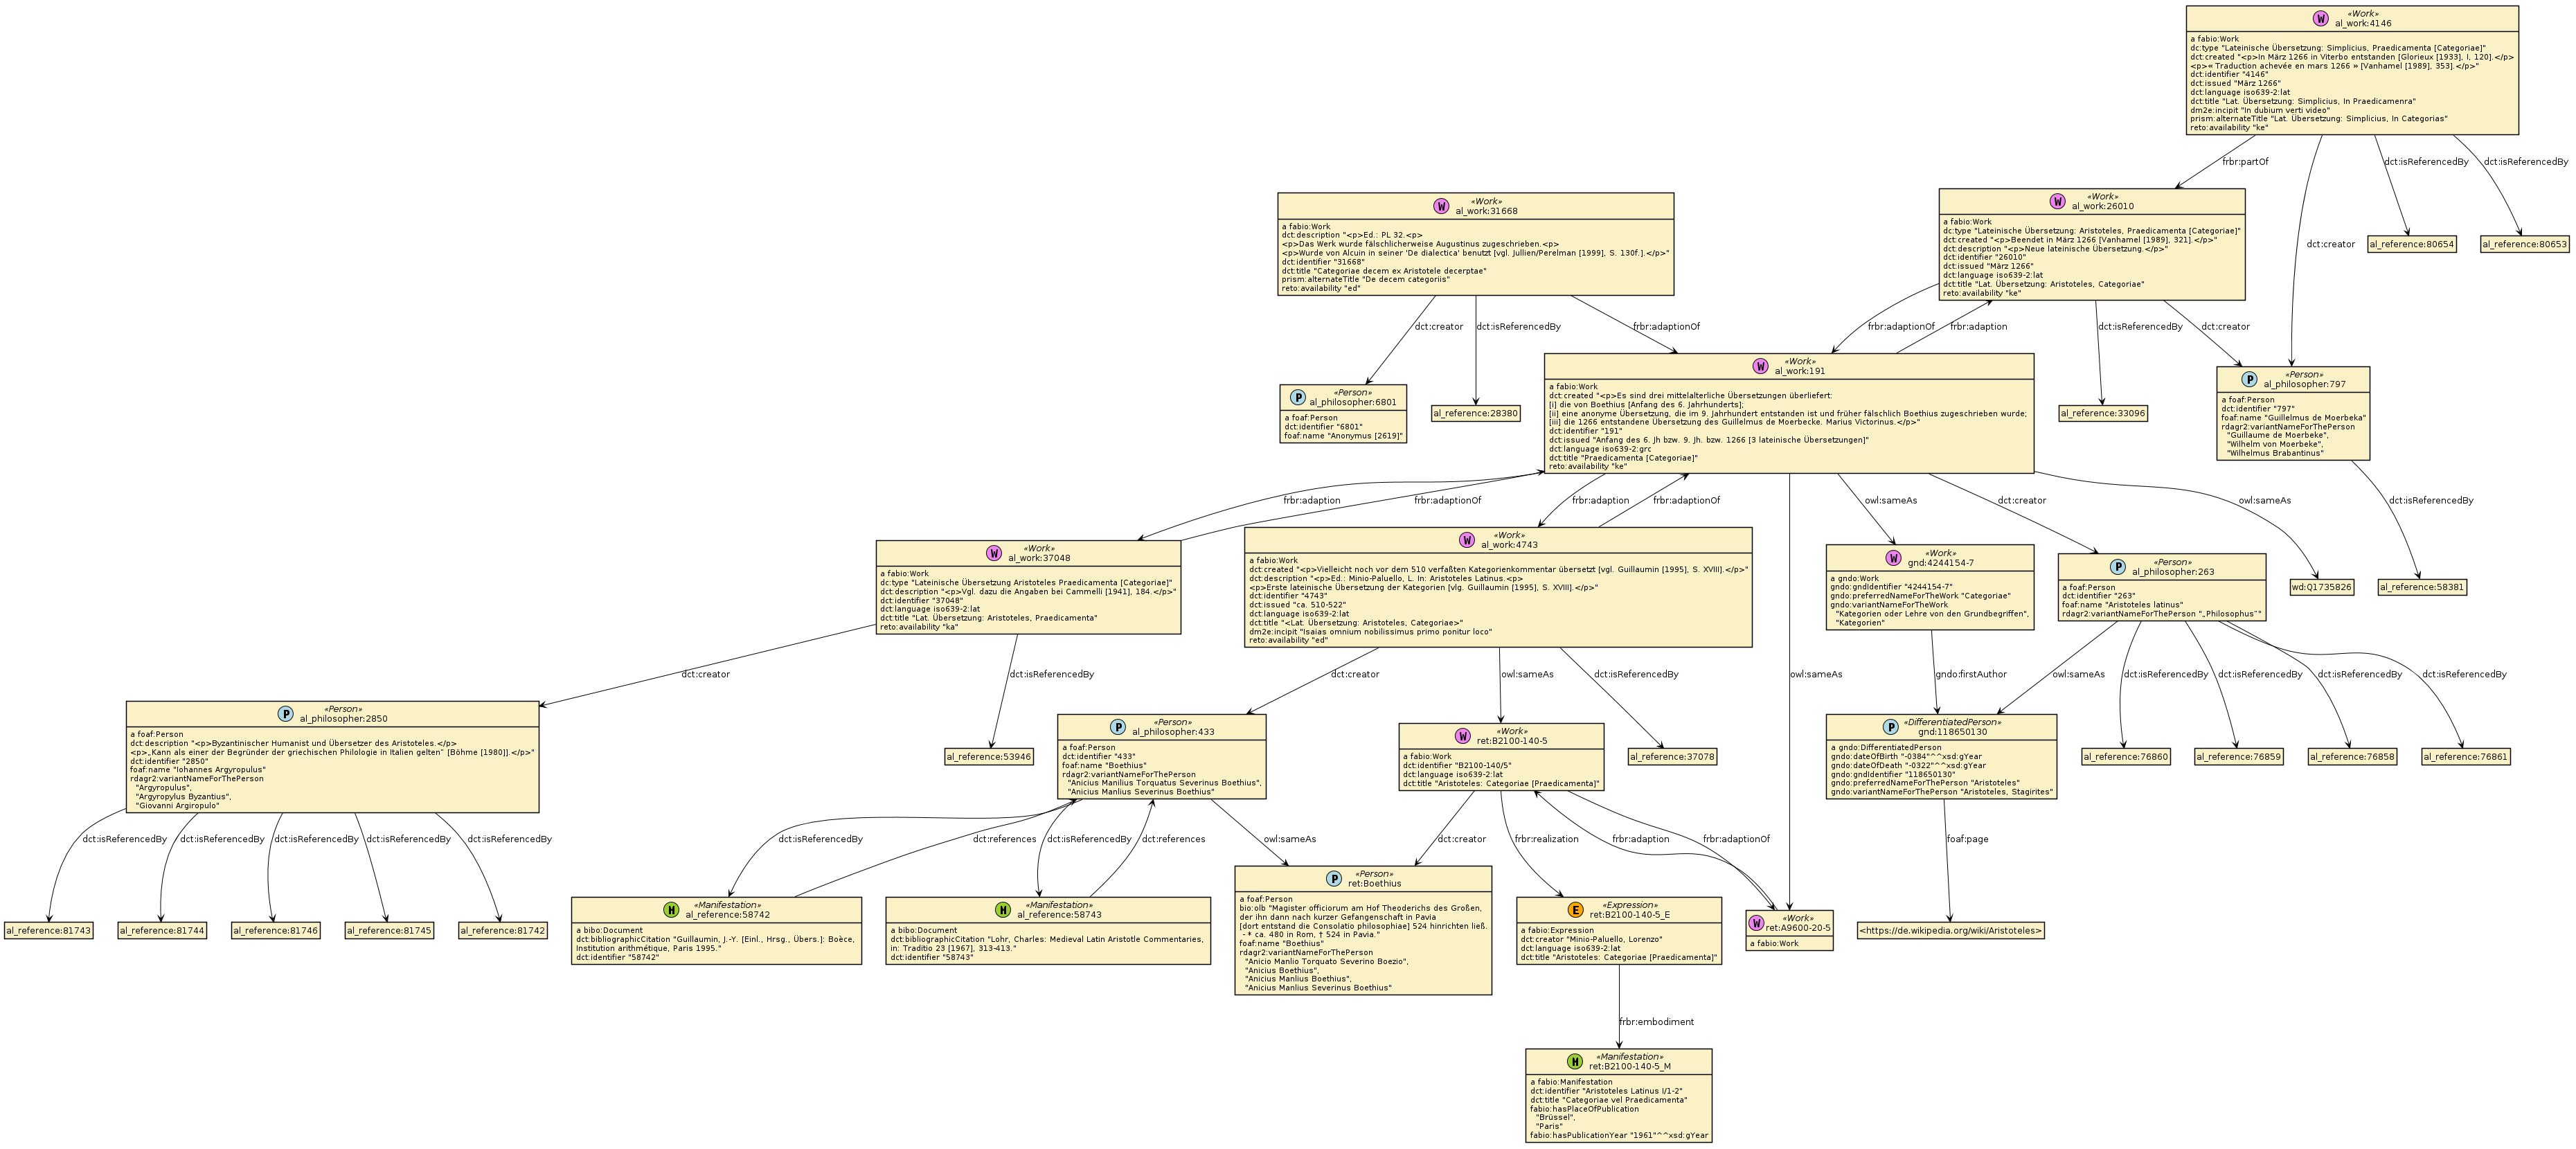 W
«Work»
al_work:4146
a fabio:Work
dc:type "Lateinische Übersetzung: Simplicius, Praedicamenta [Categoriae]"
dct:created "<p>In März 1266 in Viterbo entstanden [Glorieux [1933], I, 120].</p>
<p>« Traduction achevée en mars 1266 » [Vanhamel [1989], 353].</p>"
dct:identifier "4146"
dct:issued "März 1266"
dct:language iso639-2:lat
dct:title "Lat. Übersetzung: Simplicius, In Praedicamenra"
dm2e:incipit "In dubium verti video"
prism:alternateTitle "Lat. Übersetzung: Simplicius, In Categorias"
reto:availability "ke"
frbr:partOf
dct:creator
dct:isReferencedBy
dct:isReferencedBy
al_reference:80654
al_reference:80653
W
«Work»
al_work:31668
a fabio:Work
dct:description "<p>Ed.: PL 32.<p>
<p>Das Werk wurde fälschlicherweise Augustinus zugeschrieben.<p>
<p>Wurde von Alcuin in seiner 'De dialectica' benutzt [vgl. Jullien/Perelman [1999], S. 130f.].</p>"
dct:identifier "31668"
dct:title "Categoriae decem ex Aristotele decerptae"
prism:alternateTitle "De decem categoriis"
reto:availability "ed"
W
«Work»
al_work:26010
a fabio:Work
dc:type "Lateinische Übersetzung: Aristoteles, Praedicamenta [Categoriae]"
dct:created "<p>Beendet in März 1266 [Vanhamel [1989], 321].</p>"
dct:description "<p>Neue lateinische Übersetzung.</p>"
dct:identifier "26010"
dct:issued "März 1266"
dct:language iso639-2:lat
dct:title "Lat. Übersetzung: Aristoteles, Categoriae"
reto:availability "ke"
dct:creator
dct:isReferencedBy
frbr:adaptionOf
frbr:adaptionOf
frbr:adaption
dct:isReferencedBy
dct:creator
P
«Person»
al_philosopher:6801
a foaf:Person
dct:identifier "6801"
foaf:name "Anonymus [2619]"
al_reference:28380
W
«Work»
al_work:191
a fabio:Work
dct:created "<p>Es sind drei mittelalterliche Übersetzungen überliefert:
[i] die von Boethius [Anfang des 6. Jahrhunderts];
[ii] eine anonyme Übersetzung, die im 9. Jahrhundert entstanden ist und früher fälschlich Boethius zugeschrieben wurde;
[iii] die 1266 entstandene Übersetzung des Guillelmus de Moerbecke. Marius Victorinus.</p>"
dct:identifier "191"
dct:issued "Anfang des 6. Jh bzw. 9. Jh. bzw. 1266 [3 lateinische Übersetzungen]"
dct:language iso639-2:grc
dct:title "Praedicamenta [Categoriae]"
reto:availability "ke"
al_reference:33096
P
«Person»
al_philosopher:797
a foaf:Person
dct:identifier "797"
foaf:name "Guillelmus de Moerbeka"
rdagr2:variantNameForThePerson
"Guillaume de Moerbeke",
"Wilhelm von Moerbeke",
"Wilhelmus Brabantinus"
frbr:adaption
frbr:adaptionOf
frbr:adaption
frbr:adaptionOf
owl:sameAs
dct:creator
owl:sameAs
dct:isReferencedBy
W
«Work»
al_work:37048
a fabio:Work
dc:type "Lateinische Übersetzung Aristoteles Praedicamenta [Categoriae]"
dct:description "<p>Vgl. dazu die Angaben bei Cammelli [1941], 184.</p>"
dct:identifier "37048"
dct:language iso639-2:lat
dct:title "Lat. Übersetzung: Aristoteles, Praedicamenta"
reto:availability "ka"
W
«Work»
al_work:4743
a fabio:Work
dct:created "<p>Vielleicht noch vor dem 510 verfaßten Kategorienkommentar übersetzt [vgl. Guillaumin [1995], S. XVIII].</p>"
dct:description "<p>Ed.: Minio-Paluello, L. In: Aristoteles Latinus.<p>
<p>Erste lateinische Übersetzung der Kategorien [vlg. Guillaumin [1995], S. XVIII].</p>"
dct:identifier "4743"
dct:issued "ca. 510-522"
dct:language iso639-2:lat
dct:title "<Lat. Übersetzung: Aristoteles, Categoriae>"
dm2e:incipit "Isaias omnium nobilissimus primo ponitur loco"
reto:availability "ed"
W
«Work»
gnd:4244154-7
a gndo:Work
gndo:gndIdentifier "4244154-7"
gndo:preferredNameForTheWork "Categoriae"
gndo:variantNameForTheWork
"Kategorien oder Lehre von den Grundbegriffen",
"Kategorien"
P
«Person»
al_philosopher:263
a foaf:Person
dct:identifier "263"
foaf:name "Aristoteles latinus"
rdagr2:variantNameForThePerson "„Philosophus“"
wd:Q1735826
al_reference:58381
dct:creator
dct:isReferencedBy
dct:creator
owl:sameAs
dct:isReferencedBy
owl:sameAs
gndo:firstAuthor
owl:sameAs
dct:isReferencedBy
dct:isReferencedBy
dct:isReferencedBy
dct:isReferencedBy
P
«Person»
al_philosopher:2850
a foaf:Person
dct:description "<p>Byzantinischer Humanist und Übersetzer des Aristoteles.</p>
<p>„Kann als einer der Begründer der griechischen Philologie in Italien gelten“ [Böhme [1980]].</p>"
dct:identifier "2850"
foaf:name "Iohannes Argyropulus"
rdagr2:variantNameForThePerson
"Argyropulus",
"Argyropylus Byzantius",
"Giovanni Argiropulo"
al_reference:53946
P
«Person»
al_philosopher:433
a foaf:Person
dct:identifier "433"
foaf:name "Boethius"
rdagr2:variantNameForThePerson
"Anicius Manilius Torquatus Severinus Boethius",
"Anicius Manlius Severinus Boethius"
W
«Work»
ret:B2100-140-5
a fabio:Work
dct:identifier "B2100-140/5"
dct:language iso639-2:lat
dct:title "Aristoteles: Categoriae [Praedicamenta]"
al_reference:37078
P
«DifferentiatedPerson»
gnd:118650130
a gndo:DifferentiatedPerson
gndo:dateOfBirth "-0384"^^xsd:gYear
gndo:dateOfDeath "-0322"^^xsd:gYear
gndo:gndIdentifier "118650130"
gndo:preferredNameForThePerson "Aristoteles"
gndo:variantNameForThePerson "Aristoteles, Stagirites"
al_reference:76860
al_reference:76859
al_reference:76858
al_reference:76861
dct:isReferencedBy
dct:isReferencedBy
dct:isReferencedBy
dct:isReferencedBy
dct:isReferencedBy
dct:isReferencedBy
dct:references
dct:isReferencedBy
dct:references
owl:sameAs
dct:creator
frbr:realization
frbr:adaption
frbr:adaptionOf
foaf:page
al_reference:81743
al_reference:81744
al_reference:81746
al_reference:81745
al_reference:81742
M
«Manifestation»
al_reference:58742
a bibo:Document
dct:bibliographicCitation "Guillaumin, J.-Y. [Einl., Hrsg., Übers.]: Boèce,
Institution arithmétique, Paris 1995."
dct:identifier "58742"
M
«Manifestation»
al_reference:58743
a bibo:Document
dct:bibliographicCitation "Lohr, Charles: Medieval Latin Aristotle Commentaries,
in: Traditio 23 [1967], 313-413."
dct:identifier "58743"
P
«Person»
ret:Boethius
a foaf:Person
bio:olb "Magister officiorum am Hof Theoderichs des Großen,
der ihn dann nach kurzer Gefangenschaft in Pavia
[dort entstand die Consolatio philosophiae] 524 hinrichten ließ.
- * ca. 480 in Rom, † 524 in Pavia."
foaf:name "Boethius"
rdagr2:variantNameForThePerson
"Anicio Manlio Torquato Severino Boezio",
"Anicius Boethius",
"Anicius Manlius Boethius",
"Anicius Manlius Severinus Boethius"
E
«Expression»
ret:B2100-140-5_E
a fabio:Expression
dct:creator "Minio-Paluello, Lorenzo"
dct:language iso639-2:lat
dct:title "Aristoteles: Categoriae [Praedicamenta]"
W
«Work»
ret:A9600-20-5
a fabio:Work
<https://de.wikipedia.org/wiki/Aristoteles>
frbr:embodiment
M
«Manifestation»
ret:B2100-140-5_M
a fabio:Manifestation
dct:identifier "Aristoteles Latinus I/1-2"
dct:title "Categoriae vel Praedicamenta"
fabio:hasPlaceOfPublication
"Brüssel",
"Paris"
fabio:hasPublicationYear "1961"^^xsd:gYear